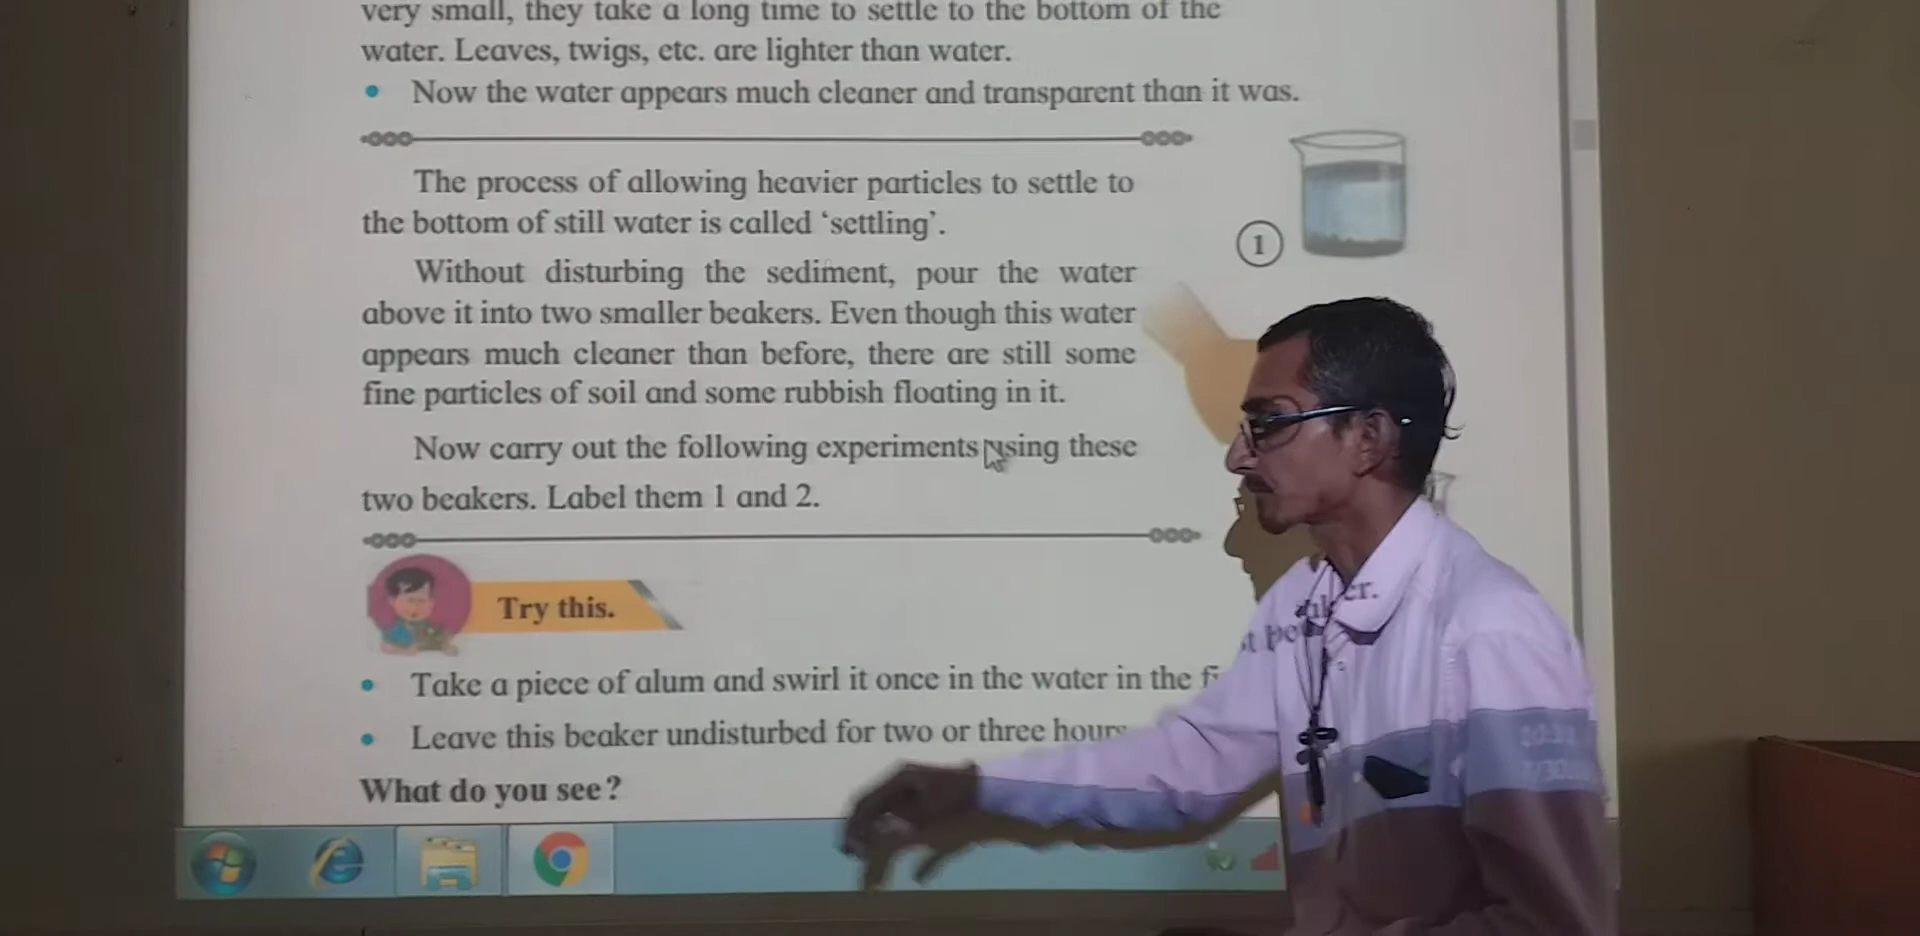 very small, they take a long time to settle to the bottom of the
water. Leaves, twigs, etc. are lighter than water.
• Now the water appears much cleaner and transparent than it was.
The process of allowing heavier particles to settle to
the bottom of still water is called ‘settling’.
1
Without disturbing the sediment, pour the water
above it into two smaller beakers. Even though this water
appears much cleaner than before, there are still some
fine particles of soil and some rubbish floating in it.
Now carry out the following experiments using these
two beakers. Label them 1 and 2.
Try this.
• Take a piece of alum and swirl it once in the water in the
• Leave this beaker undisturbed for two or three hours
What do you see?